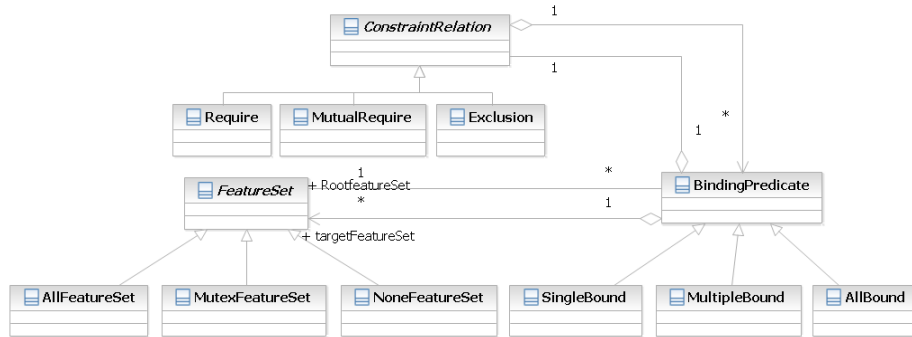 ConstraintRelation
1
1
Require
MutualRequire
Exclusion
*
1
1
+ RootfeatureSet
*
FeatureSet
BindingPredicate
*
1
+ targetFeatureSet
AllFeatureSet
MutexFeatureSet
NoneFeatureSet
SingleBound
MultipleBound
AllBound